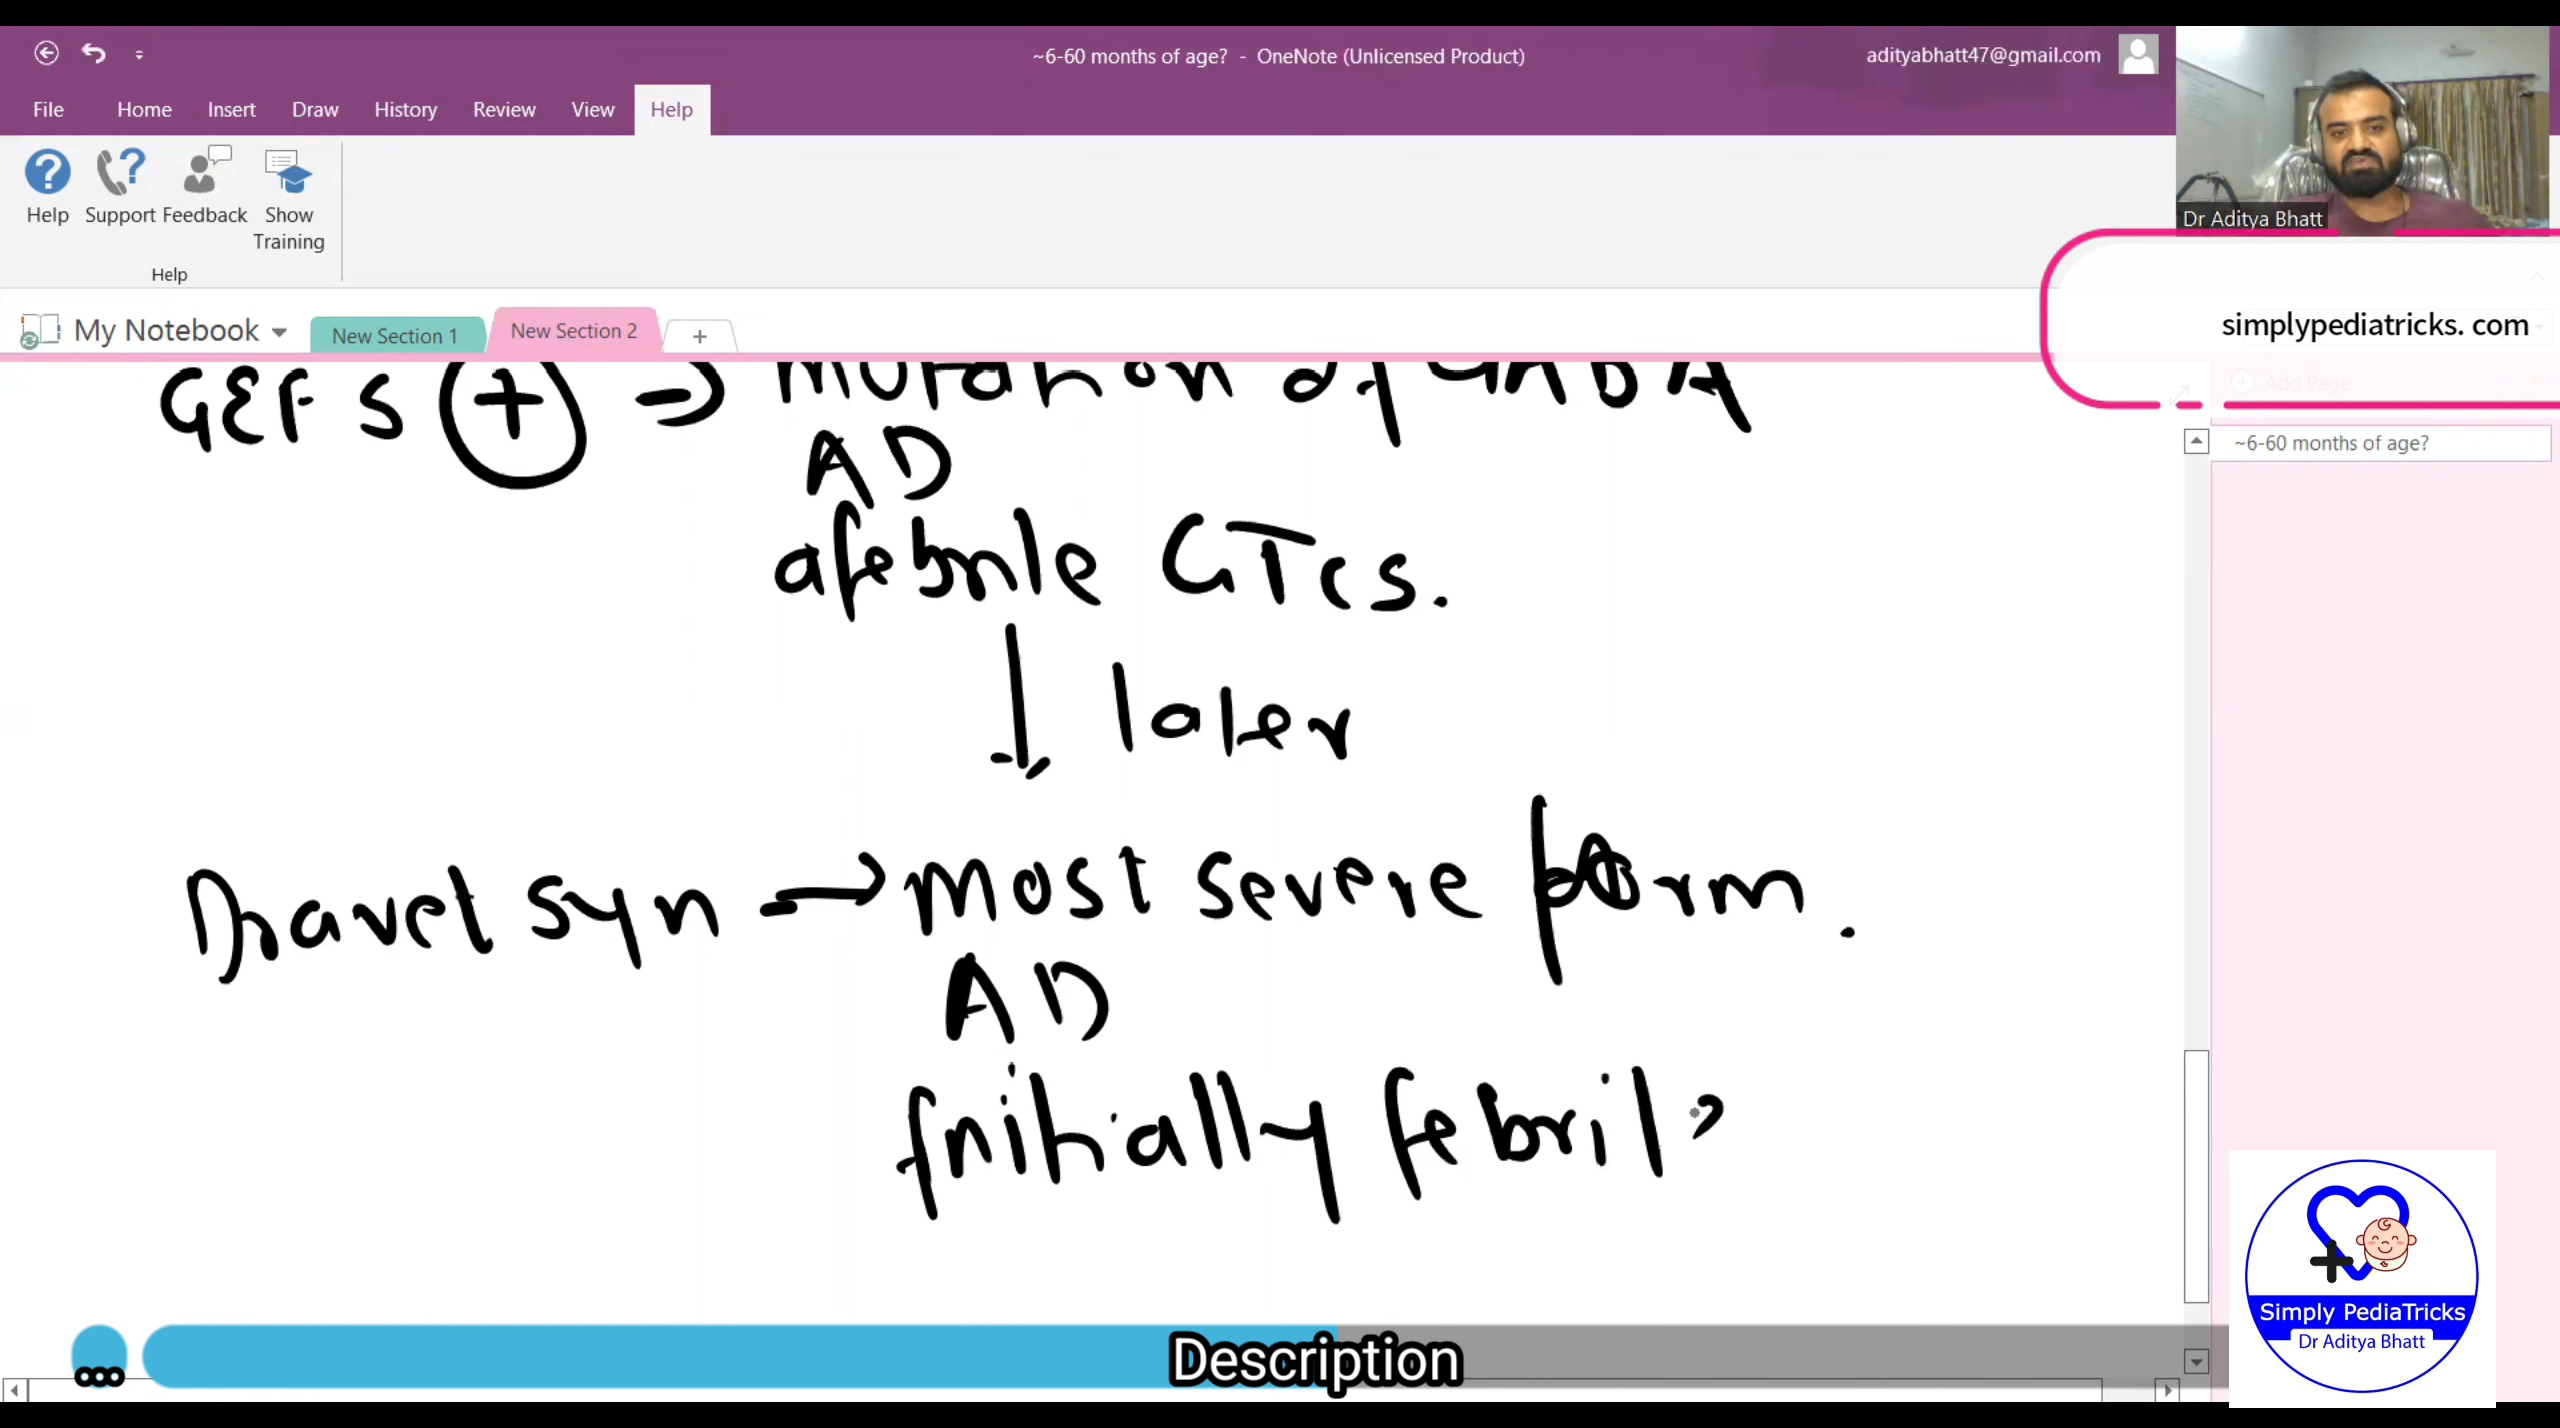 ~6-60 months of age? - OneNote (Unlicensed Product)
adityabhatt47@gmail.com
File Home Insert Draw History Review View Help
Help Support Feedback Show Training
Help
Dr Aditya Bhatt
simplypediatricks. com
My Notebook New Section 1 New Section 2 +
Add Page
~6-60 months of age?
GEFS + → mutation of GABA
AD
afebrile GTCS.
later
Dravet syn → most severe form.
AD
Initially febril
Simply PediaTricks
Dr Aditya Bhatt
Description